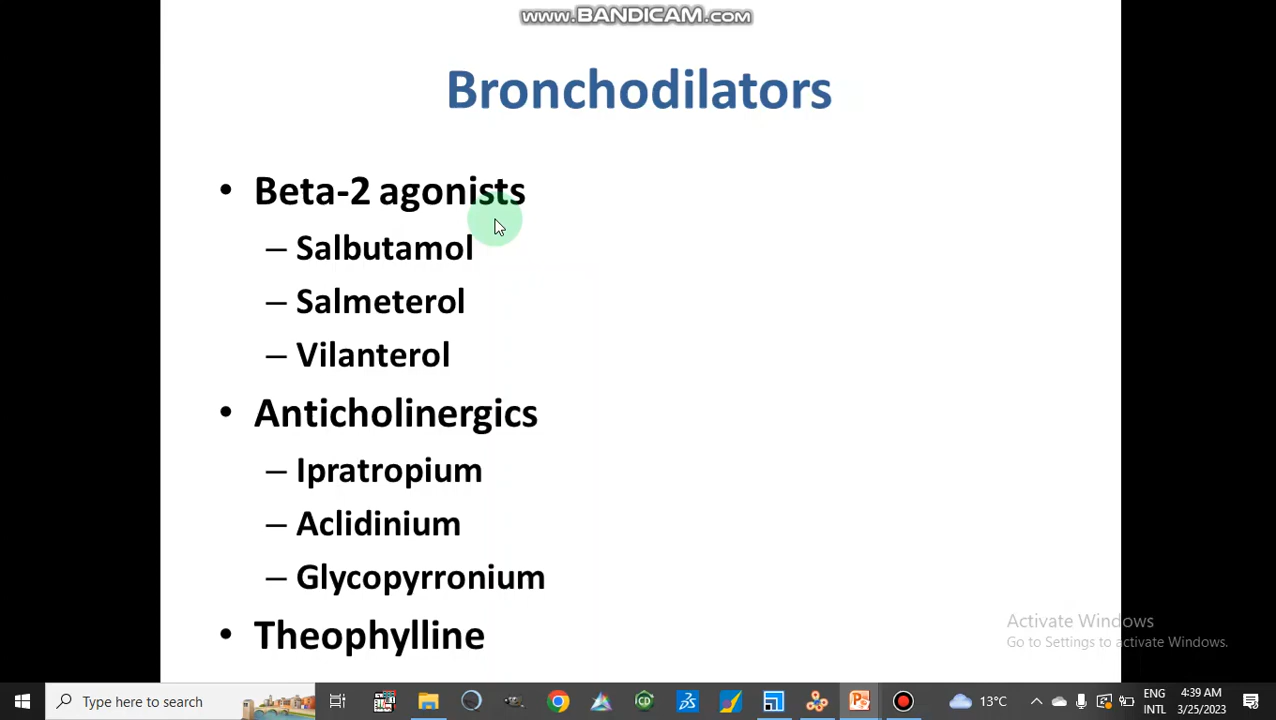 www.BANDICAM.com
Bronchodilators
• Beta-2 agonists
– Salbutamol
– Salmeterol
– Vilanterol
• Anticholinergics
– Ipratropium
– Aclidinium
– Glycopyrronium
• Theophylline
Activate Windows
Go to Settings to activate Windows.
Type here to search
13°C
ENG
INTL
4:39 AM
3/25/2023